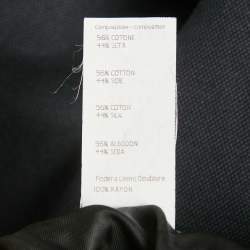 Composizione - Composition
56% COTONE
44% SETA
56% COTTON
44% SOIE
56% COTON
44% SILK
56% ALGODON
44% SEDA
Fodera Lining Doublure
100% RAYON